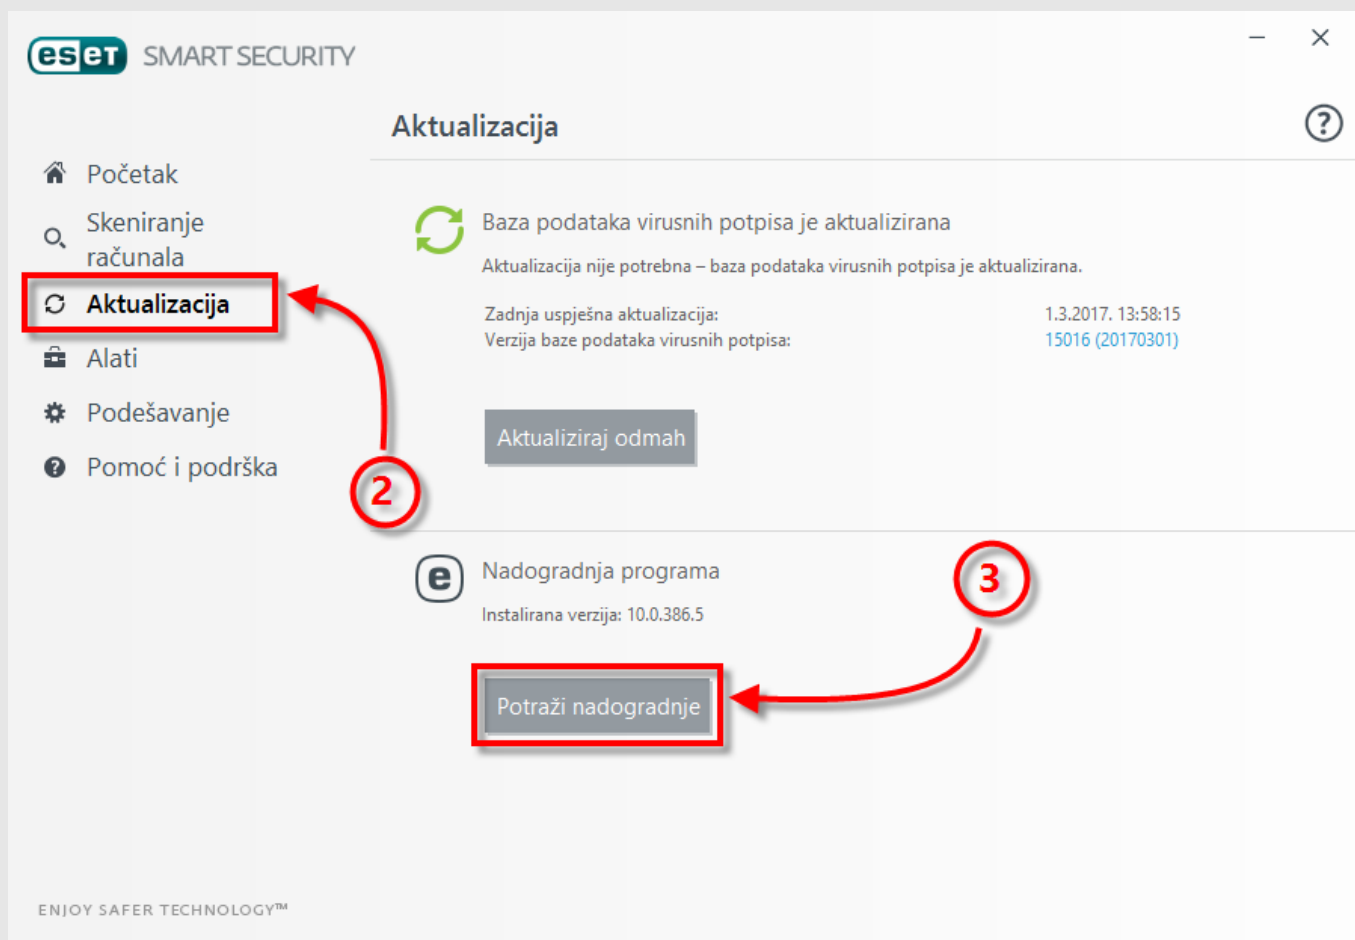 eset SMART SECURITY
Aktualizacija
?
Početak
Skeniranje
računala
Aktualizacija
Alati
Podešavanje
Pomoć i podrška
Baza podataka virusnih potpisa je aktualizirana
Aktualizacija nije potrebna – baza podataka virusnih potpisa je aktualizirana.
Zadnja uspješna aktualizacija: 1.3.2017. 13:58:15
Verzija baze podataka virusnih potpisa: 15016 (20170301)
Aktualiziraj odmah
2
e Nadogradnja programa
3
Instalirana verzija: 10.0.386.5
Potraži nadogradnje
ENJOY SAFER TECHNOLOGY™